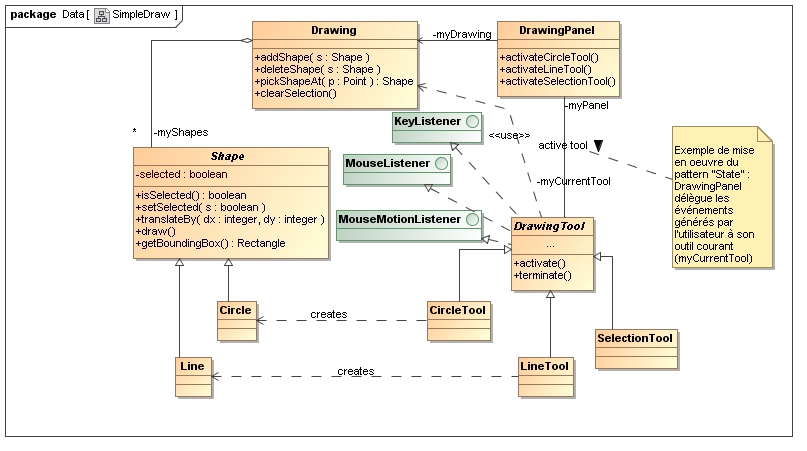 package Data[ SimpleDraw ]
Drawing
+addShape( s : Shape )
+deleteShape( s : Shape )
+pickShapeAt( p : Point ) : Shape
+clearSelection()
-myDrawing
DrawingPanel
+activateCircleTool()
+activateLineTool()
+activateSelectionTool()
-myPanel
KeyListener
<<use>>
MouseListener
active tool
-myCurrentTool
MouseMotionListener
*
-myShapes
Shape
-selected : boolean
+isSelected() : boolean
+setSelected( s : boolean )
+translateBy( dx : integer, dy : integer )
+draw()
+getBoundingBox() : Rectangle
DrawingTool
...
+activate()
+terminate()
Exemple de mise
en oeuvre du
pattern "State" :
DrawingPanel
délègue les
événements
générés par
l'utilisateur à son
outil courant
(myCurrentTool)
Circle
creates
CircleTool
SelectionTool
Line
creates
LineTool